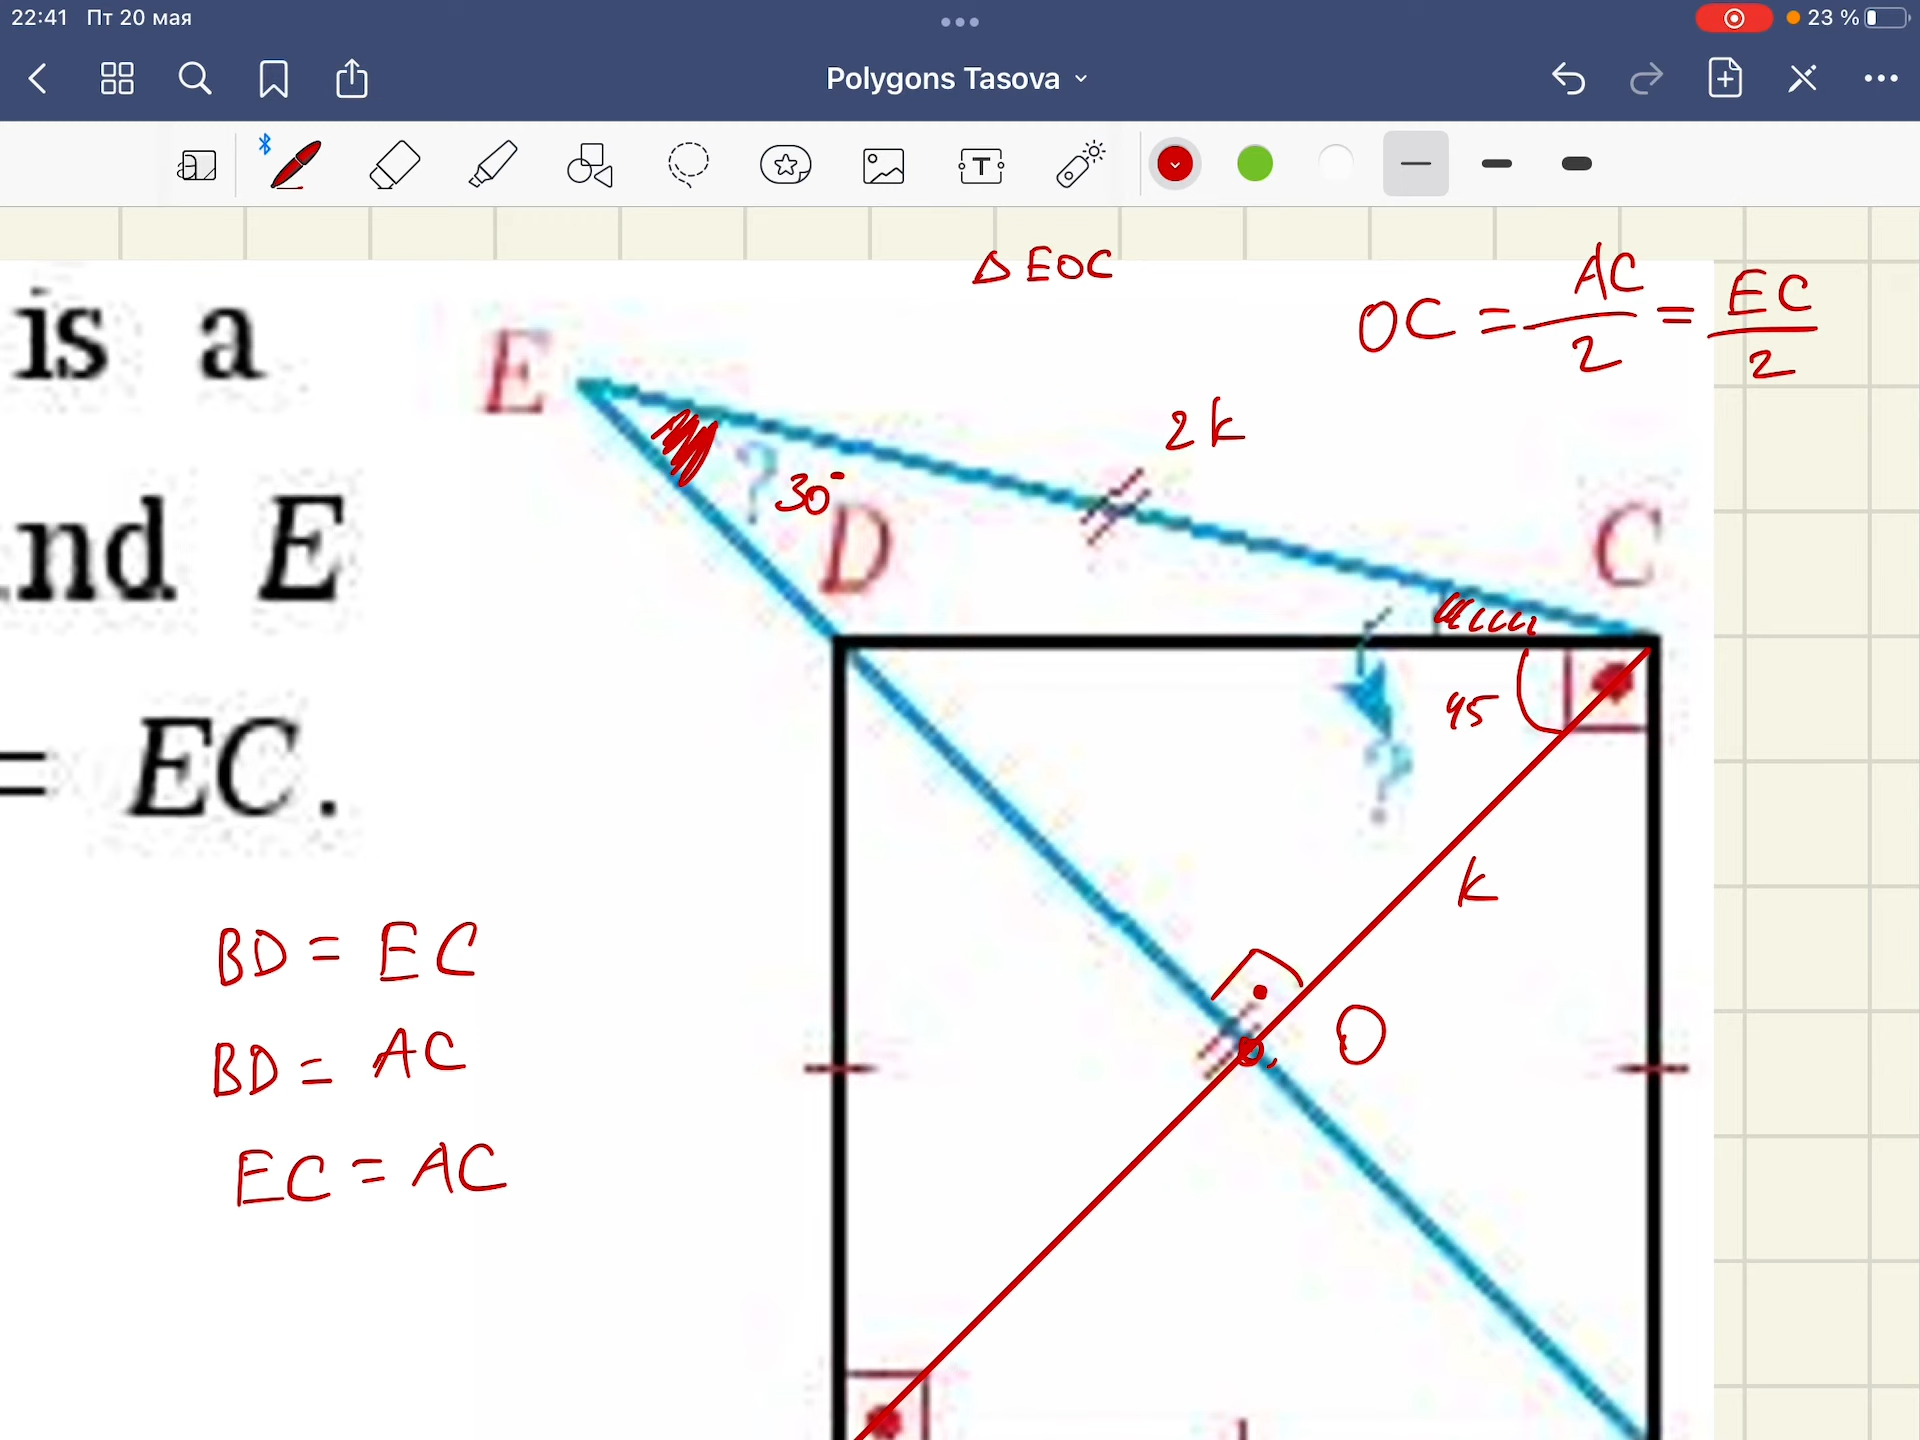 22:41 Пт 20 мая
23 %
Polygons Tasova
△ EOC
OC = AC/2 = EC/2
is a
E
2k
? 30°
D
C
nd E
45
?
= EC.
k
BD = EC
O
BD = AC
EC = AC